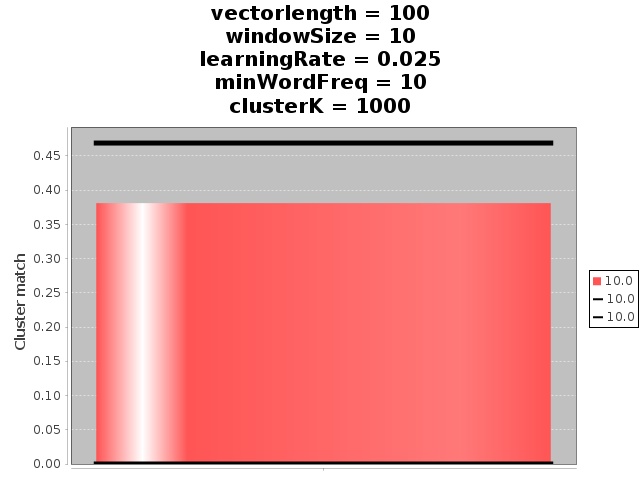 vectorlength = 100
windowSize = 10
learningRate = 0.025
minWordFreq = 10
clusterK = 1000
Cluster match
0.45
0.40
0.35
0.30
0.25
0.20
0.15
0.10
0.05
0.00
10.0
10.0
10.0